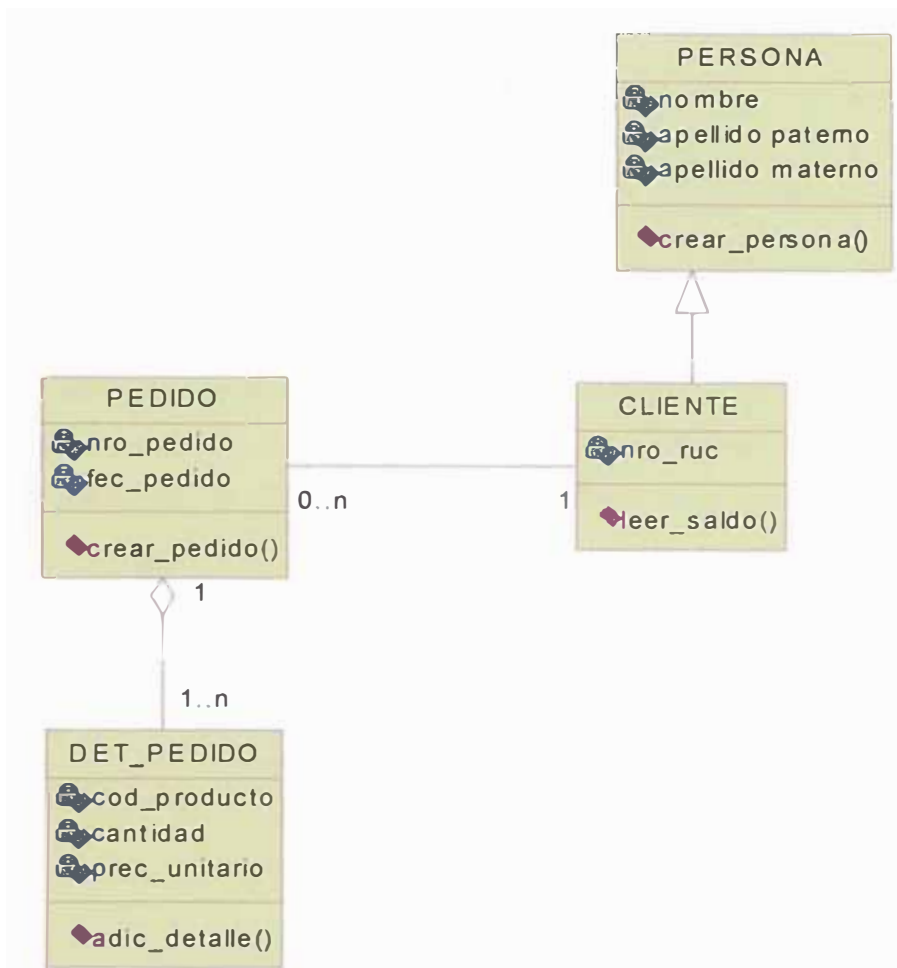 PERSONA
nombre
apellido paterno
apellido materno
crear_persona()
PEDIDO
nro_pedido
fec_pedido
crear_pedido()
0..n
1
CLIENTE
nro_ruc
leer_saldo()
1
1..n
DET_PEDIDO
cod_producto
cantidad
prec_unitario
adic_detalle()